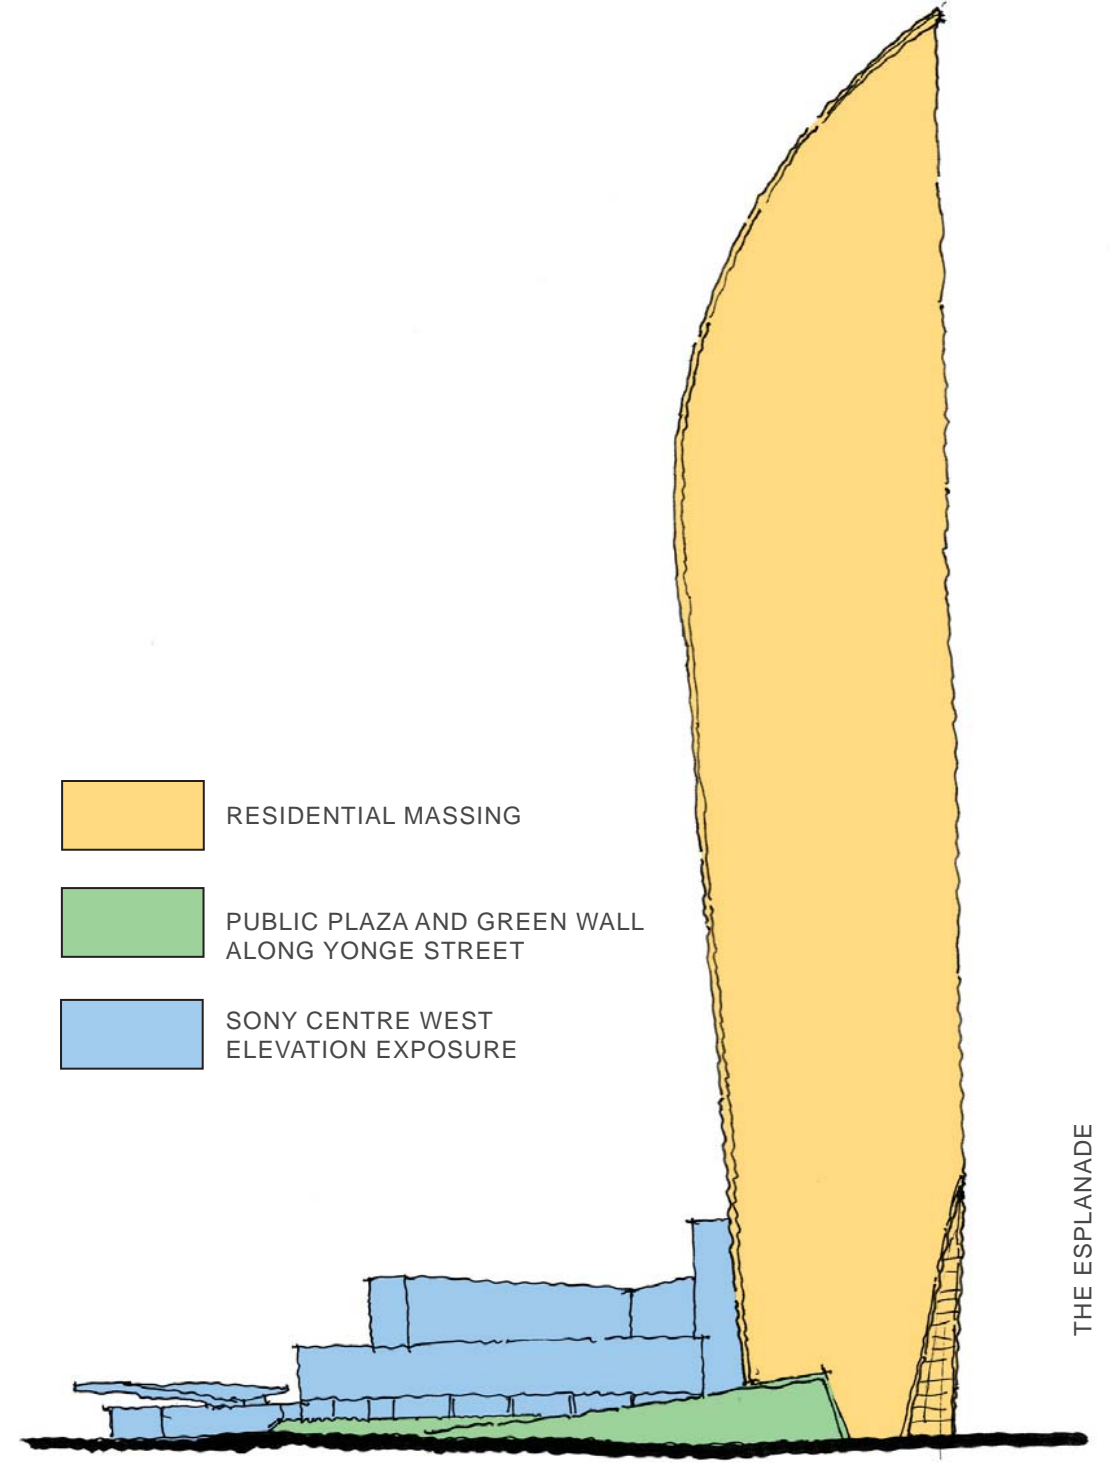 RESIDENTIAL MASSING
PUBLIC PLAZA AND GREEN WALL
ALONG YONGE STREET
SONY CENTRE WEST
ELEVATION EXPOSURE
THE ESPLANADE